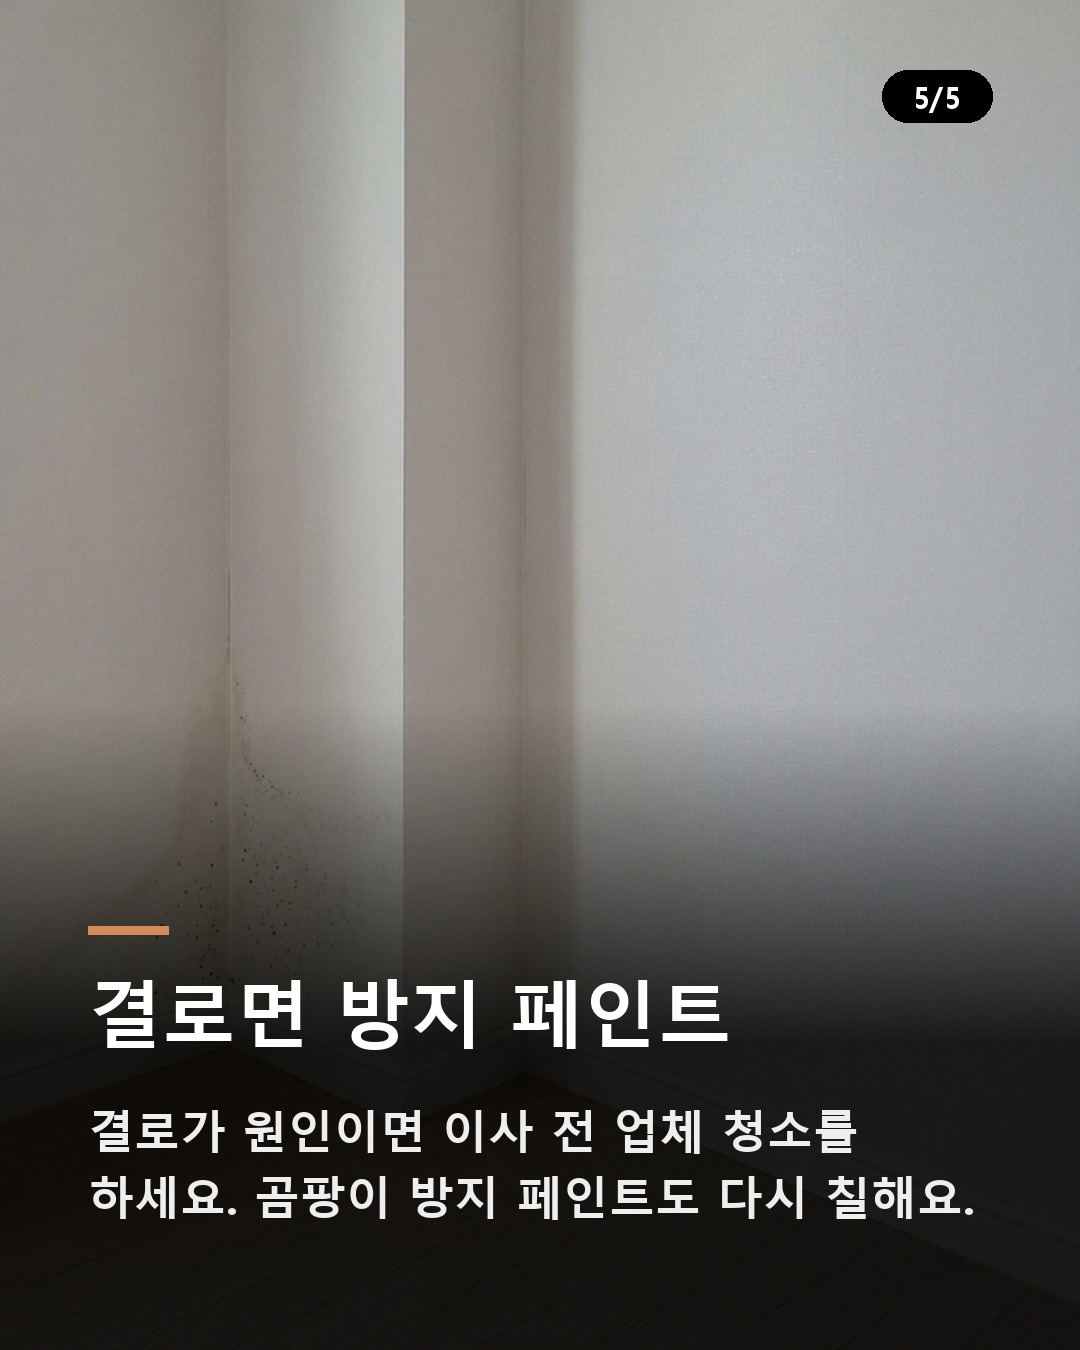 5/5
결로면 방지 페인트
결로가 원인이면 이사 전 업체 청소를
하세요. 곰팡이 방지 페인트도 다시 칠해요.